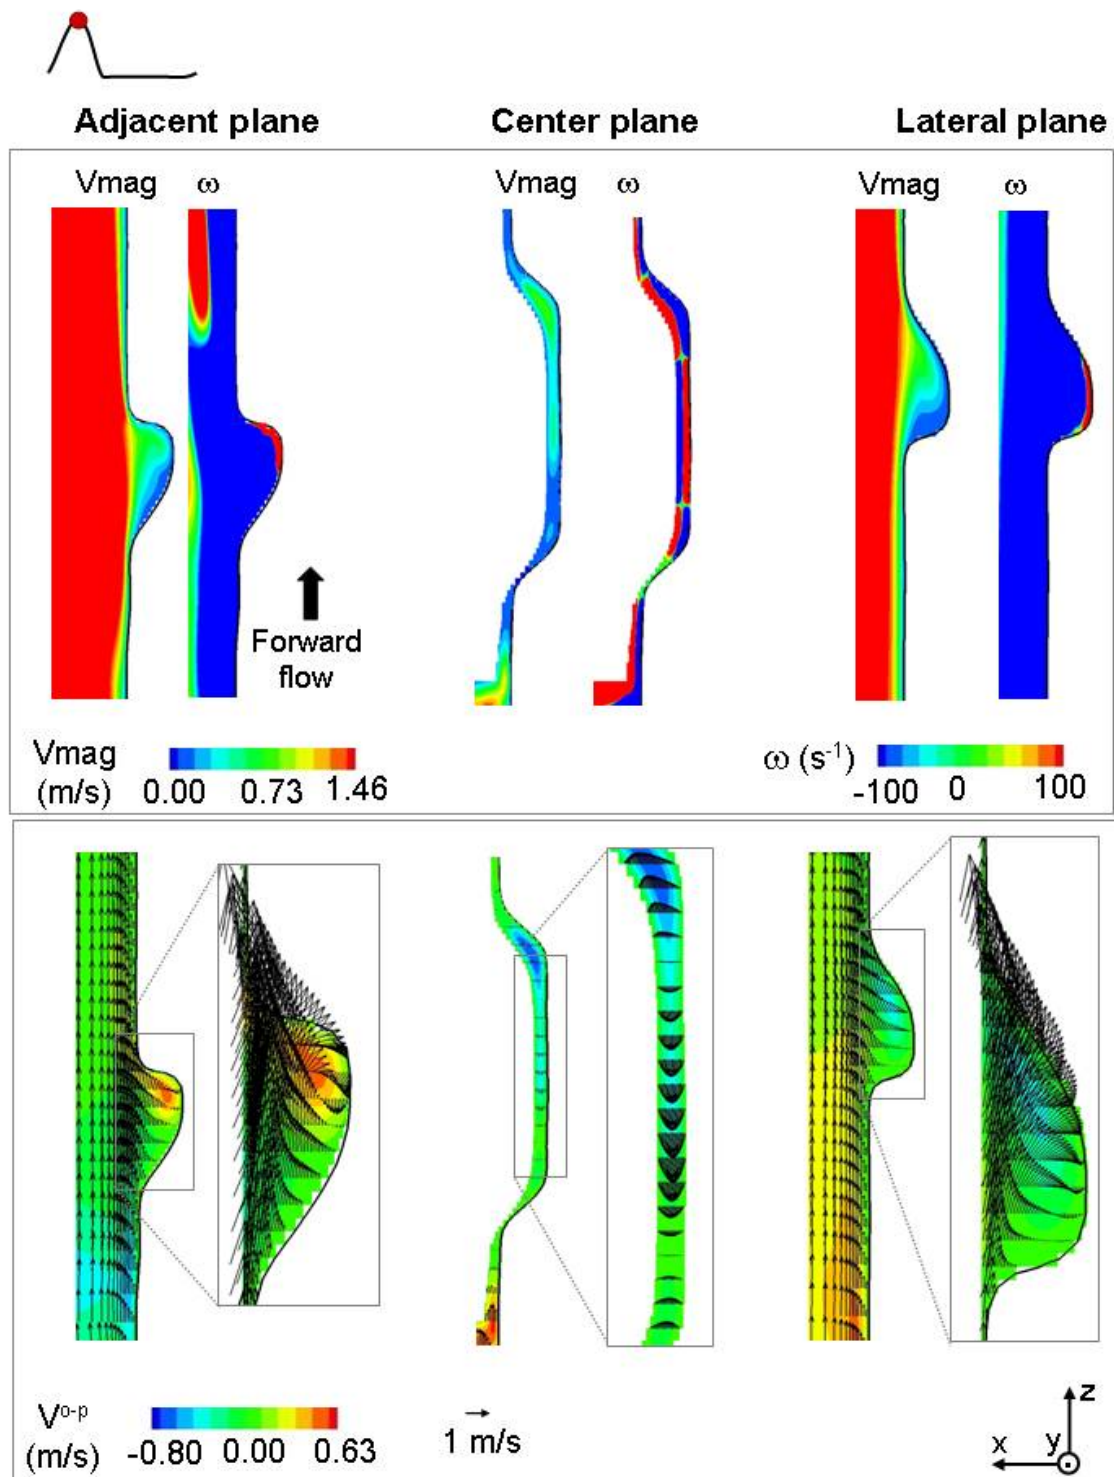 Adjacent plane Center plane Lateral plane
Vmag ω Vmag ω Vmag ω
Forward
flow
Vmag
(m/s) 0.00 0.73 1.46
ω (s⁻¹) -100 0 100
V^o-p
(m/s) -0.80 0.00 0.63
1 m/s
z
x y